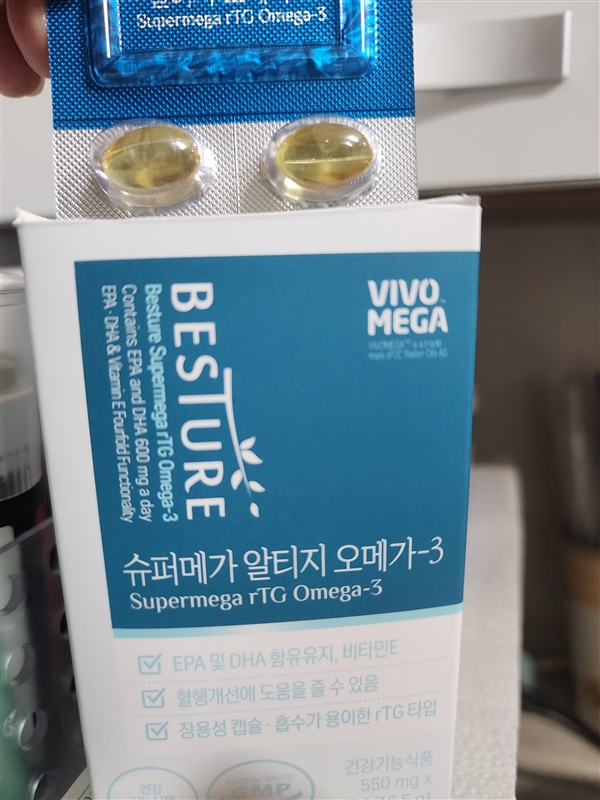 Supermega rTG Omega-3
VIVO
MEGA
BESTURE
Besture Supermega rTG Omega-3
Contains EPA and DHA 600 mg a day
EPA · DHA & Vitamin E Fourfold Functionality
슈퍼메가 알티지 오메가-3
Supermega rTG Omega-3
EPA 및 DHA 함유유지, 비타민E
혈행개선에 도움을 줄 수 있음
장용성 캡슐 · 흡수가 용이한 rTG 타입
건강기능식품
550 mg x
건강
GMP